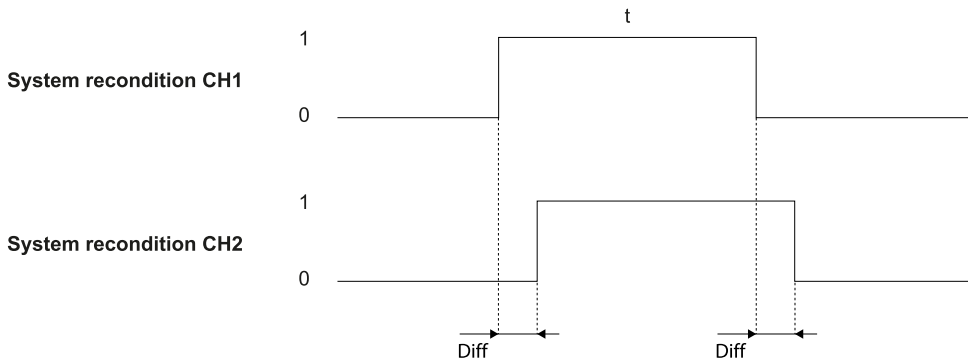 t
1
System recondition CH1
0
1
System recondition CH2
0
Diff Diff